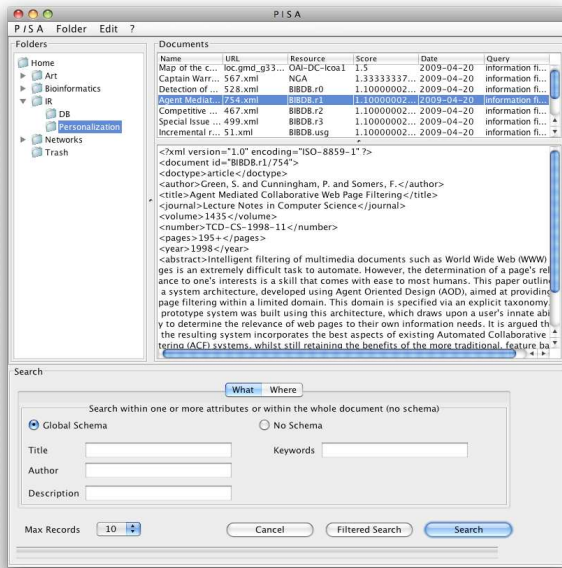 PISA
PISA Folder Edit ?
Folders
Home
Art
Bioinformatics
IR
DB
Personalization
Networks
Trash
Documents
Name URL Resource Score Date Query
Map of the c... loc.gmd_g33... OAI-DC-lcoa1 1.5 2009-04-20 information fi...
Captain Warr... 567.xml NGA 1.33333337... 2009-04-20 information fi...
Detection of ... 528.xml BIBDB.r0 1.10000002... 2009-04-20 information fi...
Agent Mediat... 754.xml BIBDB.r1 1.10000002... 2009-04-20 information fi...
Competitive ... 467.xml BIBDB.r2 1.10000002... 2009-04-20 information fi...
Special Issue ... 499.xml BIBDB.r3 1.10000002... 2009-04-20 information fi...
Incremental r... 51.xml BIBDB.usg 1.10000002... 2009-04-20 information fi...
<?xml version="1.0" encoding="ISO-8859-1" ?>
<document id="BIBDB.r1/754">
<doctype>article</doctype>
<author>Green, S. and Cunningham, P. and Somers, F.</author>
<title>Agent Mediated Collaborative Web Page Filtering</title>
<journal>Lecture Notes in Computer Science</journal>
<volume>1435</volume>
<number>TCD-CS-1998-11</number>
<pages>195+</pages>
<year>1998</year>
<abstract>Intelligent filtering of multimedia documents such as World Wide Web (WWW)
ges is an extremely difficult task to automate. However, the determination of a page's rel
ance to one's interests is a skill that comes with ease to most humans. This paper outlin
a system architecture, developed using Agent Oriented Design (AOD), aimed at providing
page filtering within a limited domain. This domain is specified via an explicit taxonomy
prototype system was built using this architecture, which draws upon a user's innate abi
y to determine the relevance of web pages to their own information needs. It is argued th
the resulting system incorporates the best aspects of existing Automated Collaborative
tering (ACF) systems, whilst still retaining the benefits of the more traditional, feature ba
Search
What Where
Search within one or more attributes or within the whole document (no schema)
Global Schema No Schema
Title Keywords
Author
Description
Max Records 10 Cancel Filtered Search Search